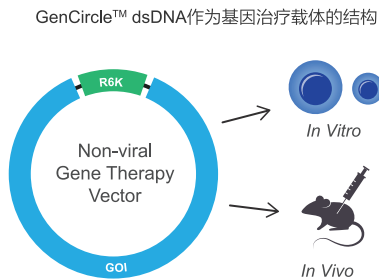 GenCircle™ dsDNA作为基因治疗载体的结构
R6K
Non-viral
Gene Therapy
Vector
GOI
In Vitro
In Vivo